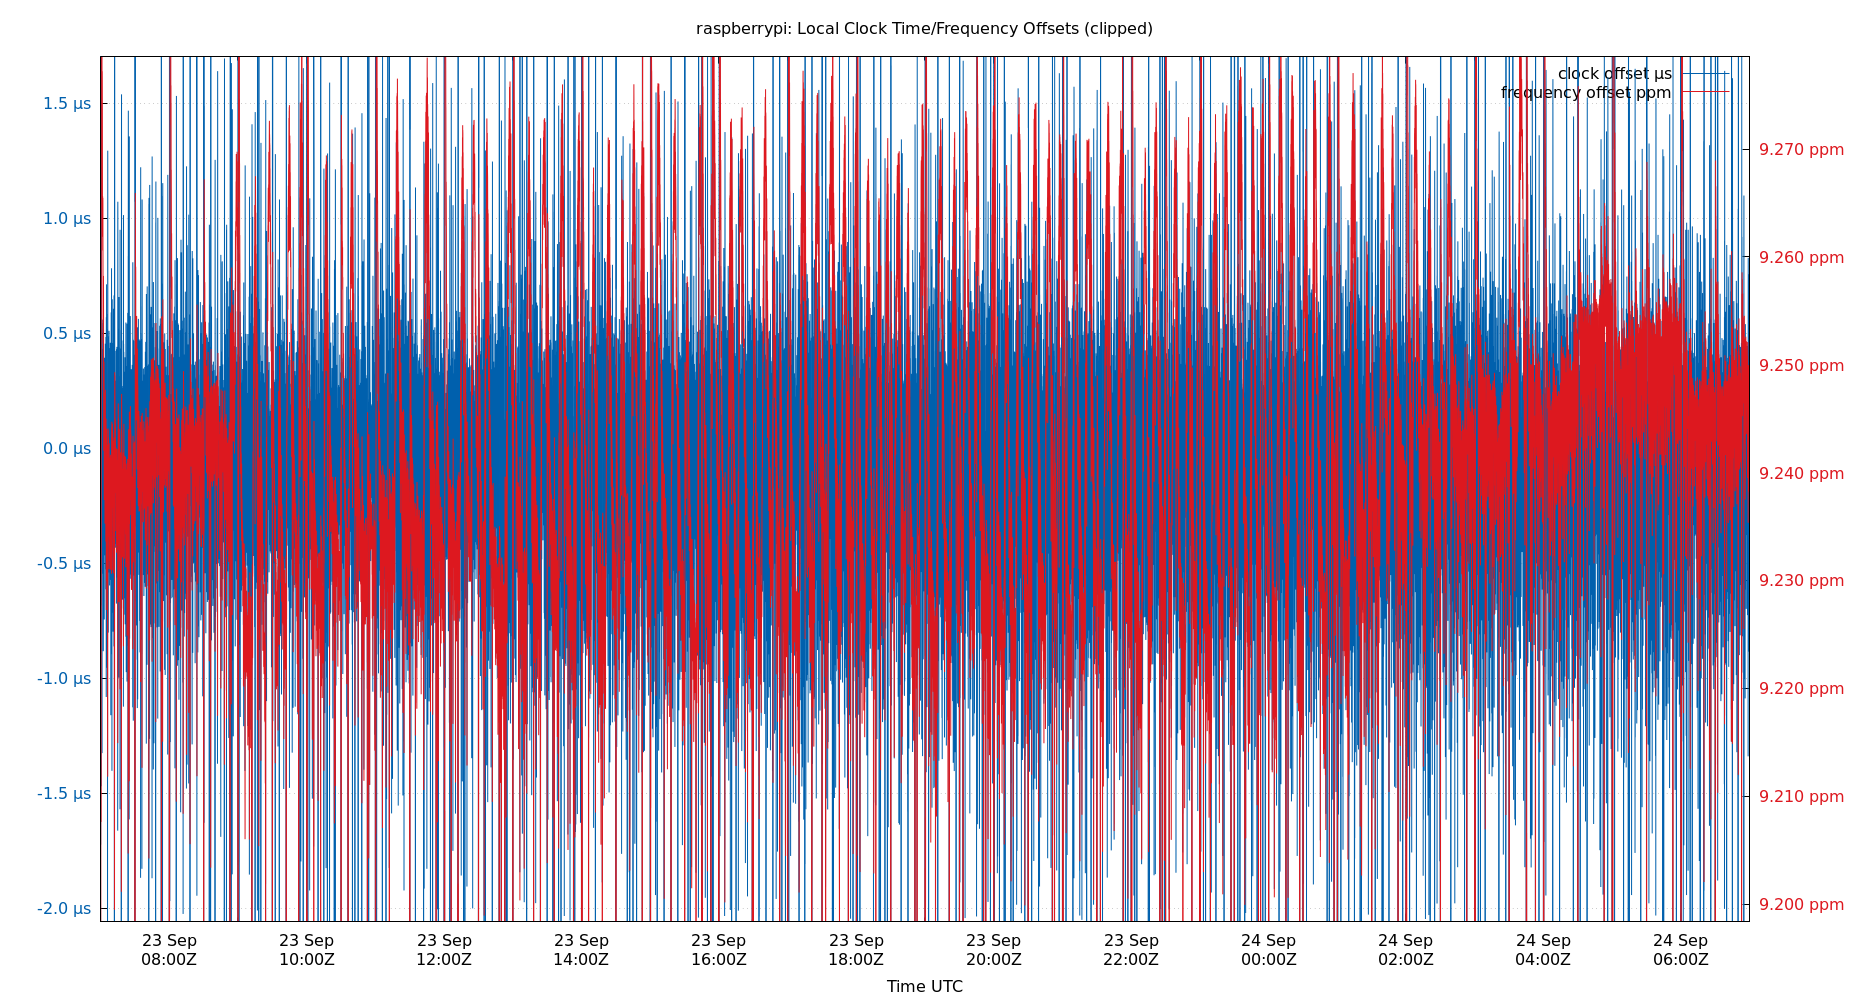 raspberrypi: Local Clock Time/Frequency Offsets (clipped)
clock offset µs
frequency offset ppm
1.5 µs
1.0 µs
0.5 µs
0.0 µs
-0.5 µs
-1.0 µs
-1.5 µs
-2.0 µs
9.270 ppm
9.260 ppm
9.250 ppm
9.240 ppm
9.230 ppm
9.220 ppm
9.210 ppm
9.200 ppm
23 Sep
08:00Z
23 Sep
10:00Z
23 Sep
12:00Z
23 Sep
14:00Z
23 Sep
16:00Z
23 Sep
18:00Z
23 Sep
20:00Z
23 Sep
22:00Z
24 Sep
00:00Z
24 Sep
02:00Z
24 Sep
04:00Z
24 Sep
06:00Z
Time UTC